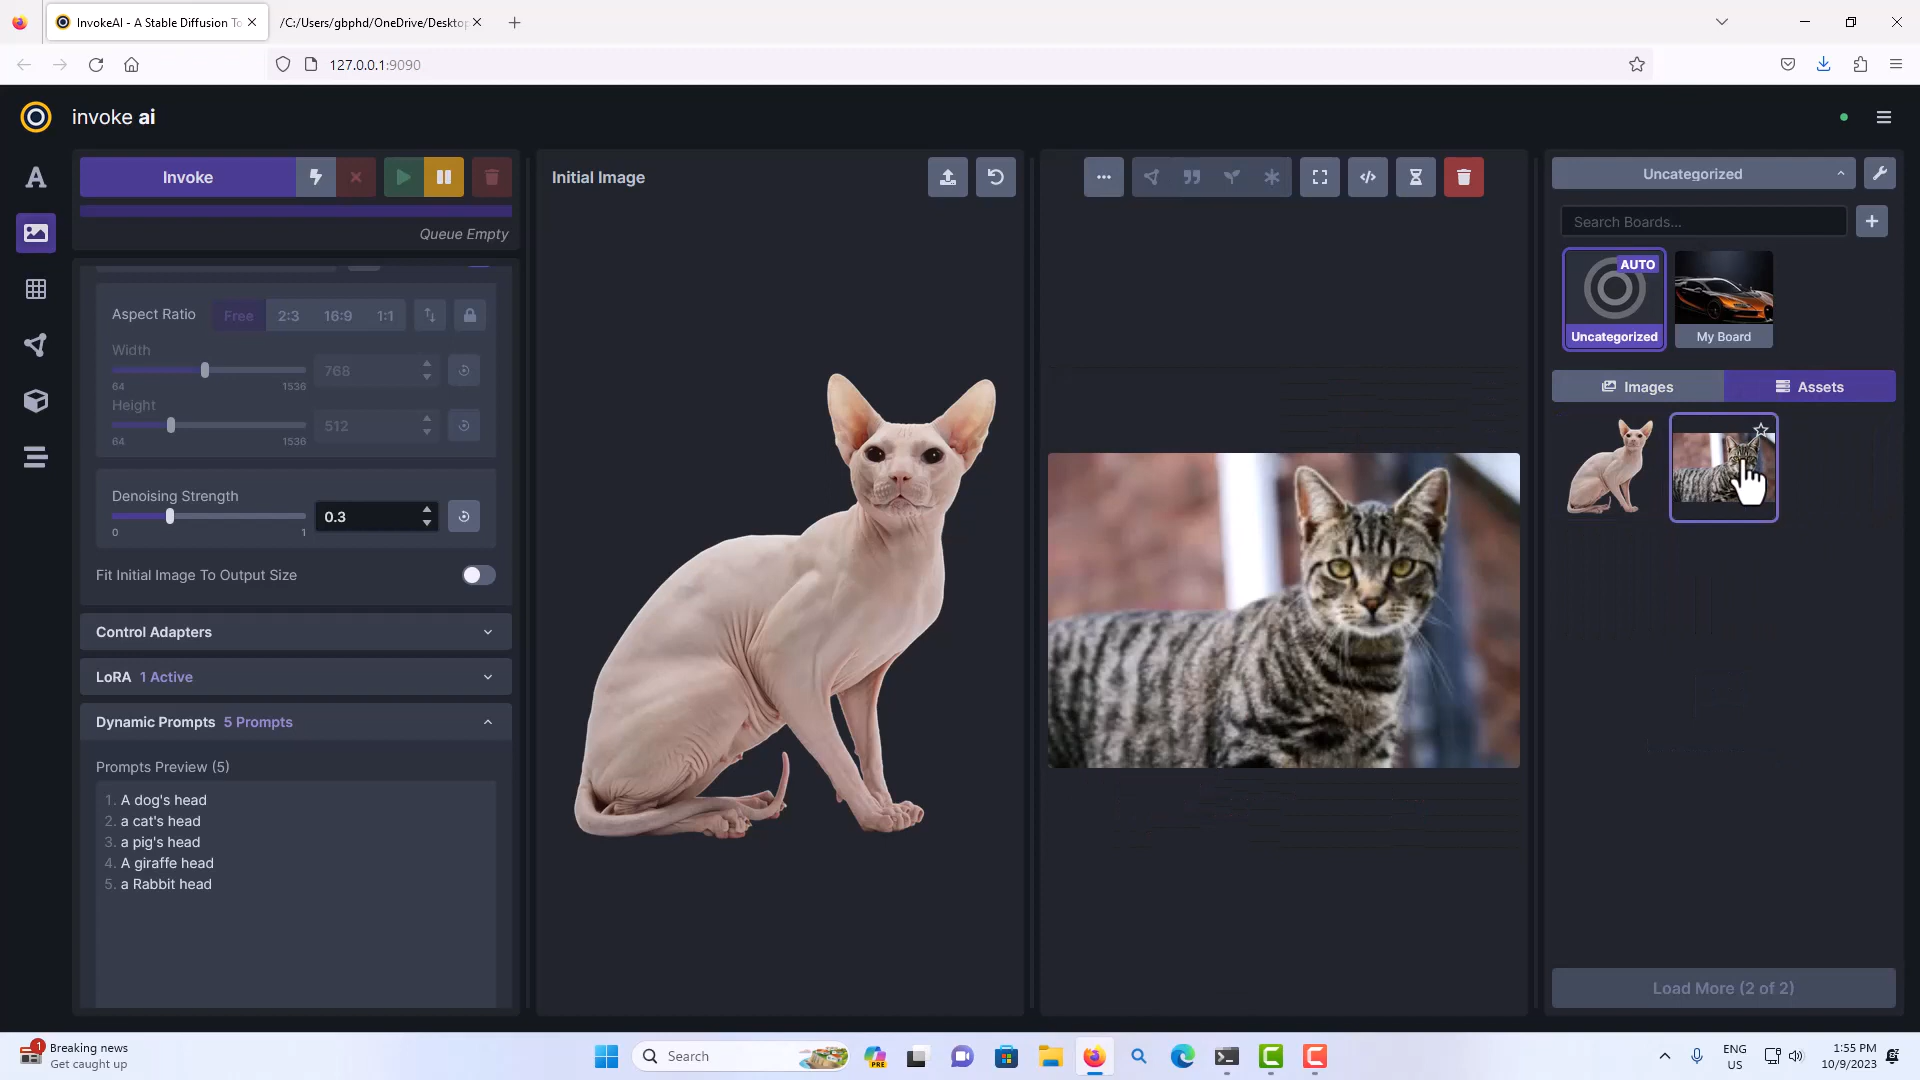 InvokeAI - A Stable Diffusion To
/C:/Users/gbphd/OneDrive/Desktop
127.0.0.1:9090
invoke ai
Invoke
Queue Empty
Aspect Ratio
Free
2:3
16:9
1:1
Width
768
64
1536
Height
512
64
1536
Denoising Strength
0.3
0
1
Fit Initial Image To Output Size
Control Adapters
LoRA 1 Active
Dynamic Prompts 5 Prompts
Prompts Preview (5)
1. A dog's head
2. a cat's head
3. a pig's head
4. A giraffe head
5. a Rabbit head
Initial Image
Uncategorized
Search Boards...
AUTO
Uncategorized
My Board
Images
Assets
Load More (2 of 2)
1
Breaking news
Get caught up
Search
PRE
ENG
US
1:55 PM
10/9/2023